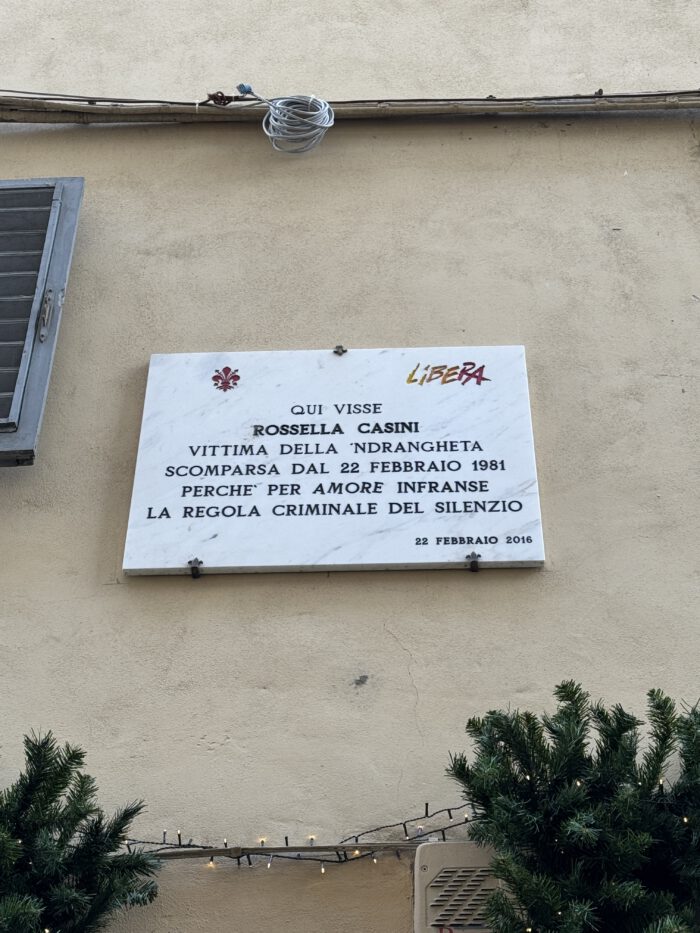 LiBERA
QUI VISSE
ROSSELLA CASINI
VITTIMA DELLA 'NDRANGHETA
SCOMPARSA DAL 22 FEBBRAIO 1981
PERCHE' PER AMORE INFRANSE
LA REGOLA CRIMINALE DEL SILENZIO
22 FEBBRAIO 2016